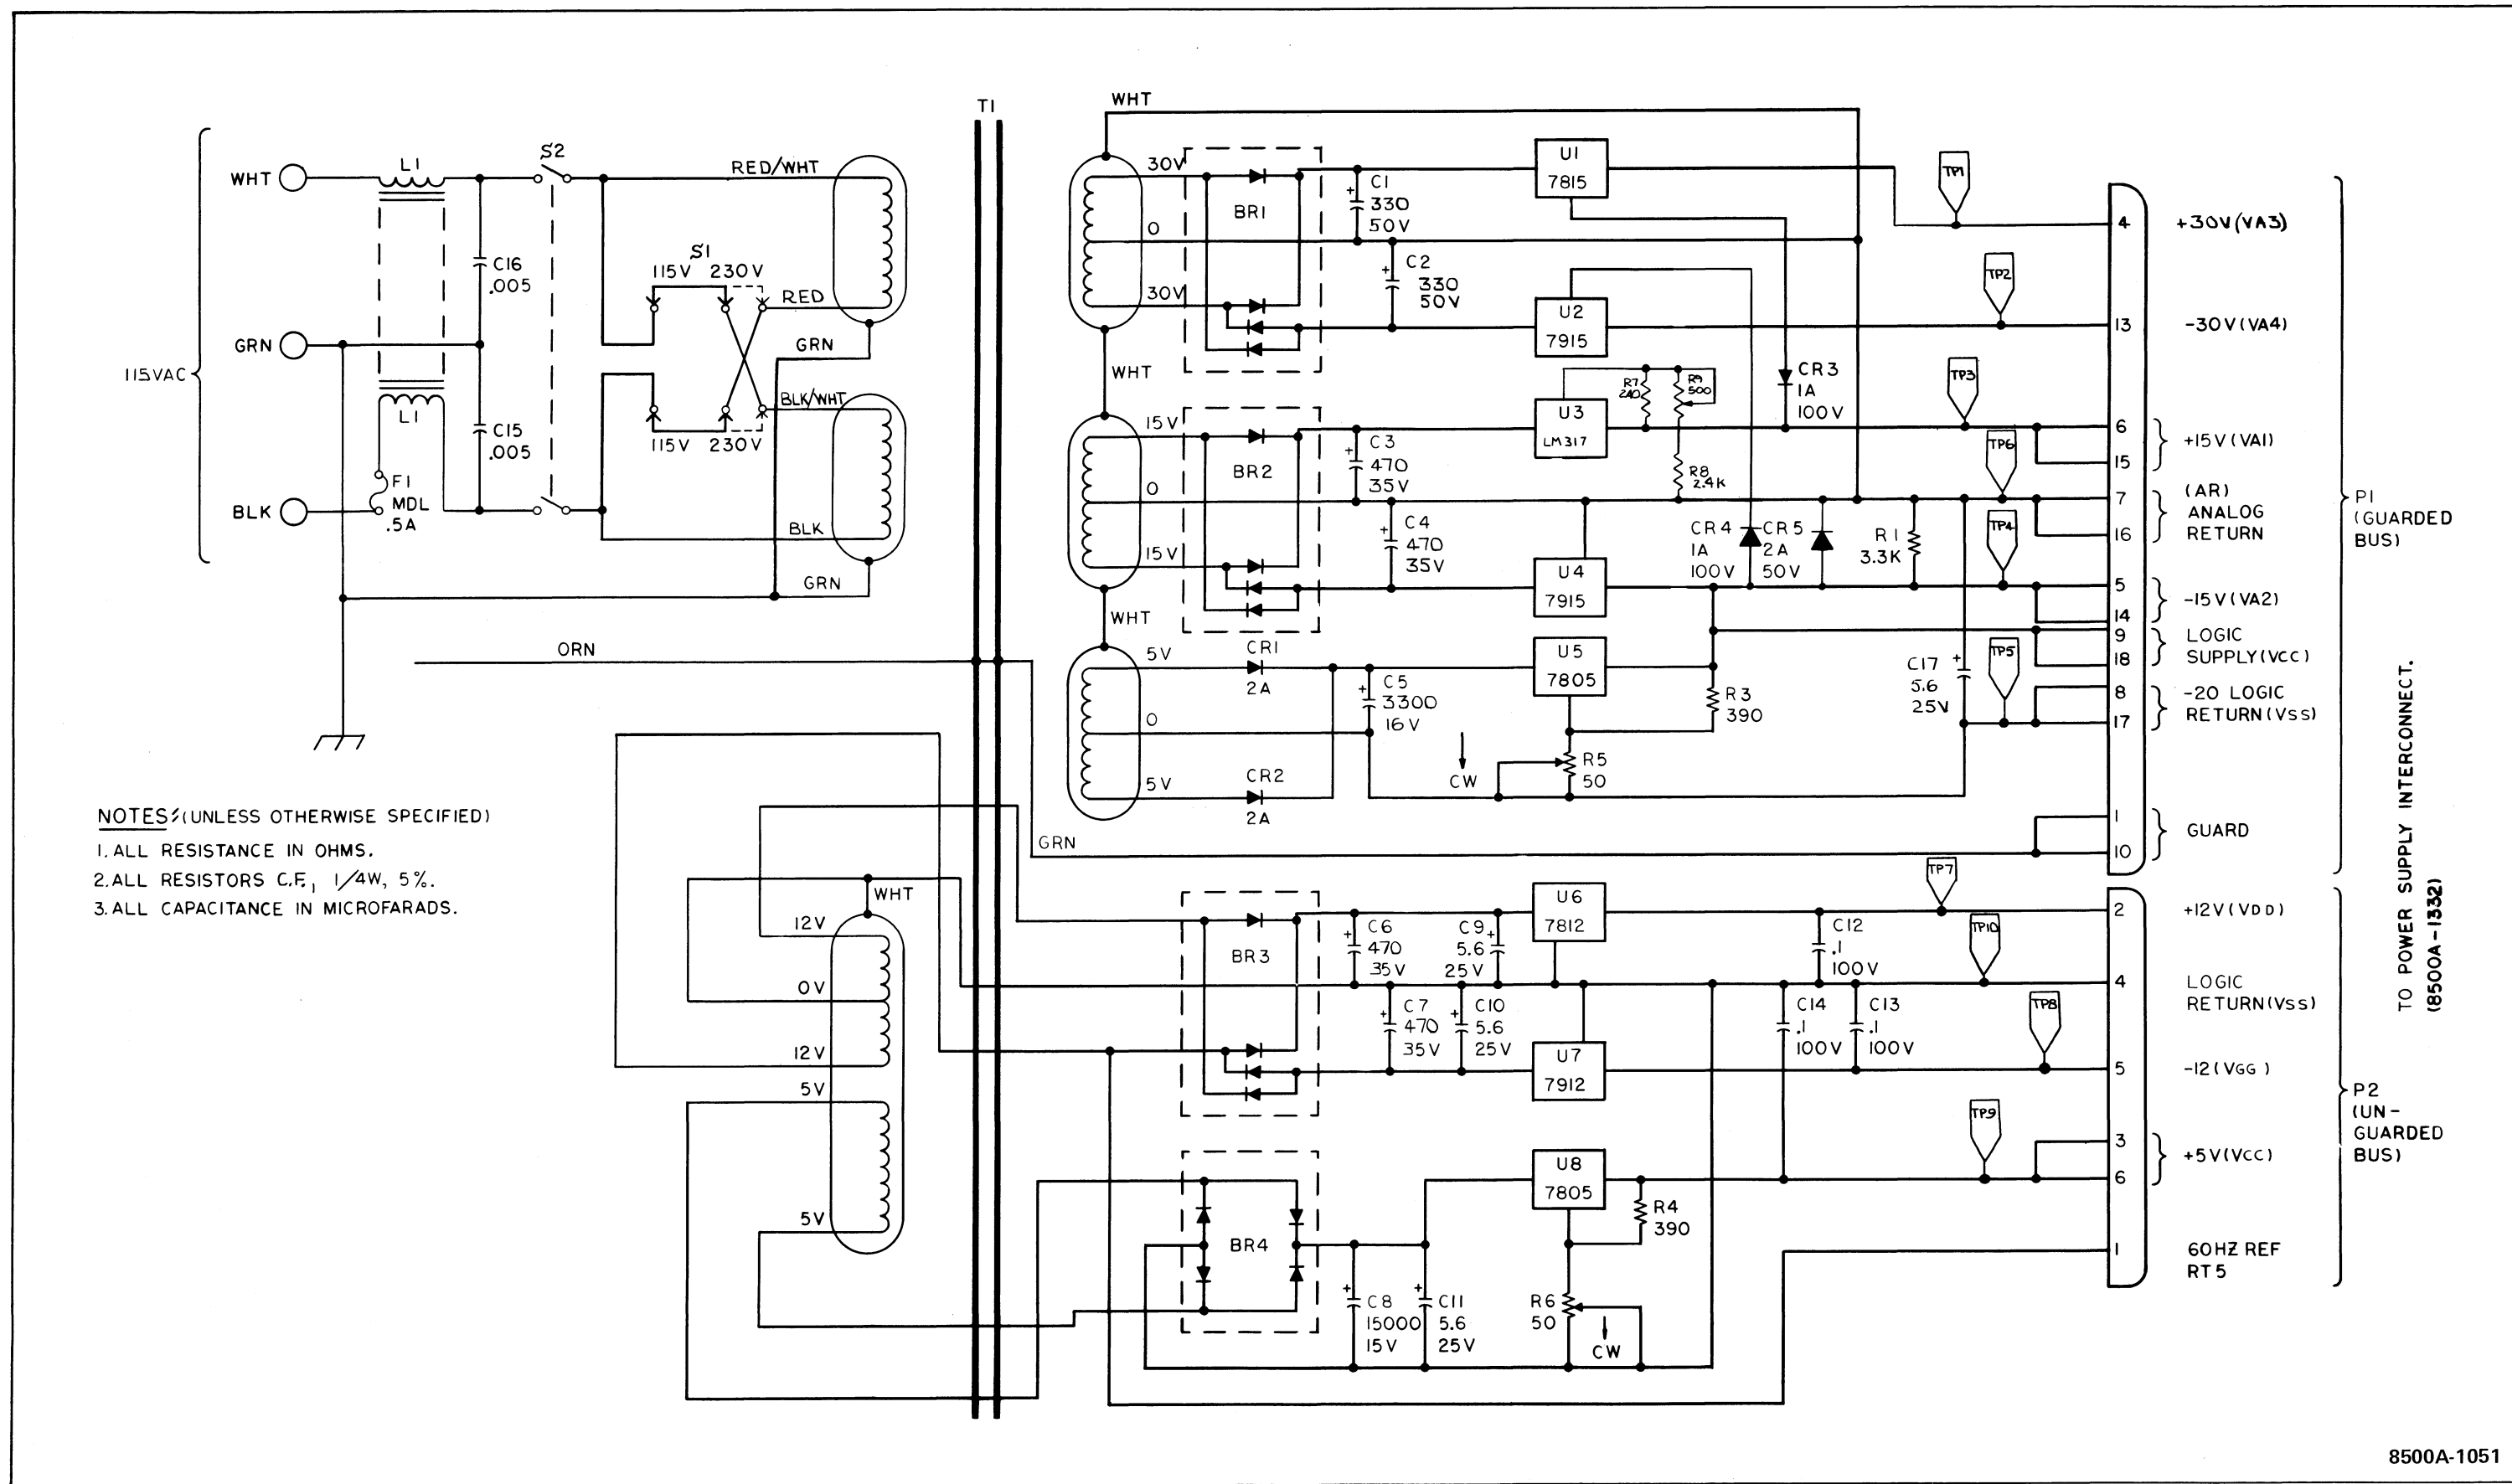 T1
WHT
115VAC
WHT
L1
S2
RED/WHT
C16
.005
S1
115V 230V
RED
GRN
GRN
L1
C15
.005
BLK/WHT
115V 230V
F1
MDL
.5A
BLK
BLK
GRN
ORN
NOTES: (UNLESS OTHERWISE SPECIFIED)
1. ALL RESISTANCE IN OHMS.
2. ALL RESISTORS C.F., 1/4W, 5%.
3. ALL CAPACITANCE IN MICROFARADS.
WHT
12V
0V
12V
5V
5V
30V
0
30V
BR1
C1
330
50V
C2
330
50V
U1
7815
U2
7915
WHT
15V
0
15V
BR2
C3
470
35V
C4
470
35V
U3
LM317
R7
240
R9
500
R8
2.4K
CR3
1A
100V
U4
7915
CR4
1A
100V
CR5
2A
50V
R1
3.3K
WHT
5V
0
5V
CR1
2A
CR2
2A
C5
3300
16V
U5
7805
R3
390
R5
50
CW
C17
5.6
25V
GRN
TP1
TP2
TP3
TP6
TP4
TP5
4
+30V (VA3)
13
-30V (VA4)
6
15
+15V (VA1)
7
16
(AR)
ANALOG
RETURN
5
14
-15V (VA2)
9
18
LOGIC
SUPPLY (VCC)
8
17
-20 LOGIC
RETURN (VSS)
1
10
GUARD
P1
(GUARDED
BUS)
BR3
C6
470
35V
C9
5.6
25V
U6
7812
C7
470
35V
C10
5.6
25V
U7
7912
C12
.1
100V
C14
.1
100V
C13
.1
100V
TP7
TP10
TP8
TP9
BR4
C8
15000
15V
C11
5.6
25V
U8
7805
R4
390
R6
50
CW
2
+12V (VDD)
4
LOGIC
RETURN (VSS)
5
-12 (VGG)
3
6
+5V (VCC)
1
60HZ REF
RT5
P2
(UN-
GUARDED
BUS)
TO POWER SUPPLY INTERCONNECT.
(8500A-1332)
8500A-1051